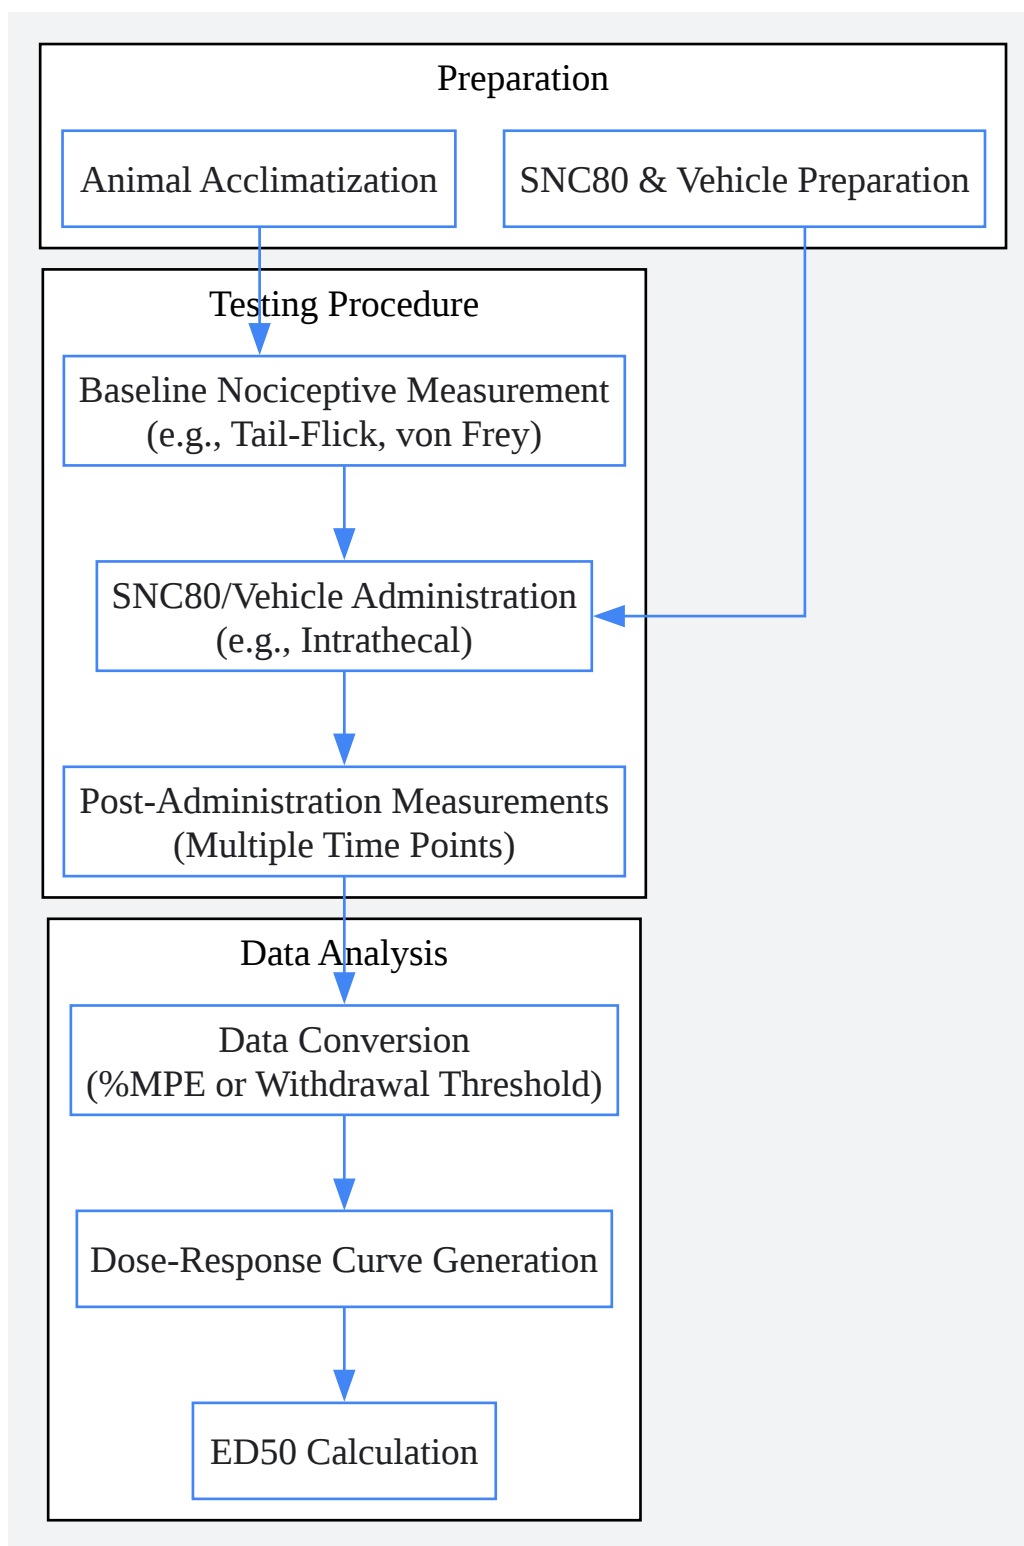 Preparation
Animal Acclimatization
SNC80 & Vehicle Preparation
Testing Procedure
Baseline Nociceptive Measurement
(e.g., Tail-Flick, von Frey)
SNC80/Vehicle Administration
(e.g., Intrathecal)
Post-Administration Measurements
(Multiple Time Points)
Data Analysis
Data Conversion
(%MPE or Withdrawal Threshold)
Dose-Response Curve Generation
ED50 Calculation